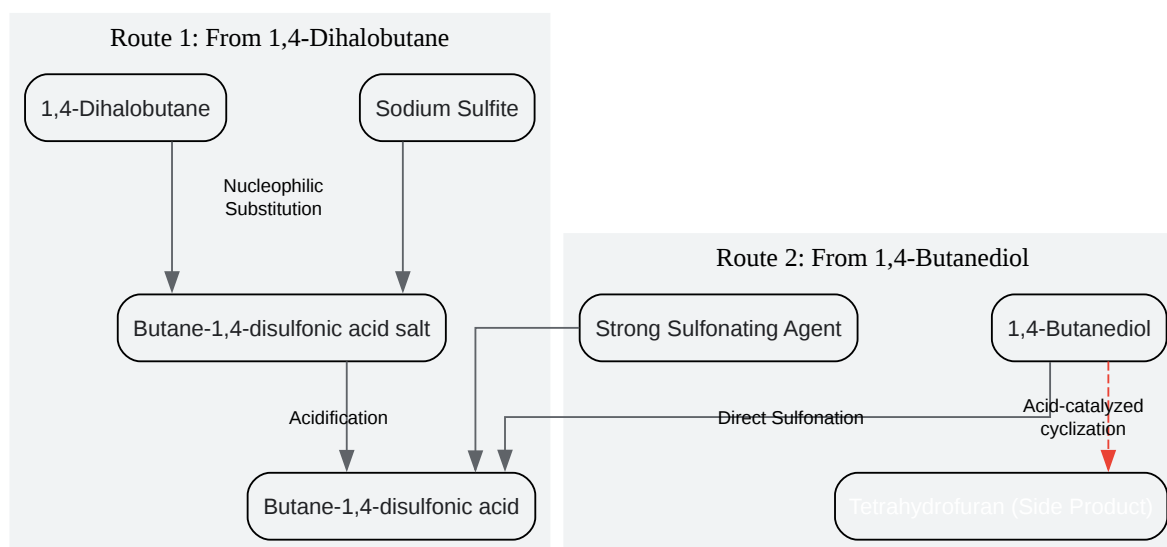 Route 1: From 1,4-Dihalobutane
1,4-Dihalobutane
Sodium Sulfite
Nucleophilic
Substitution
Route 2: From 1,4-Butanediol
Butane-1,4-disulfonic acid salt
Strong Sulfonating Agent
1,4-Butanediol
Acidification
Direct Sulfonation
Acid-catalyzed
cyclization
Butane-1,4-disulfonic acid
Tetrahydrofuran (Side Product)